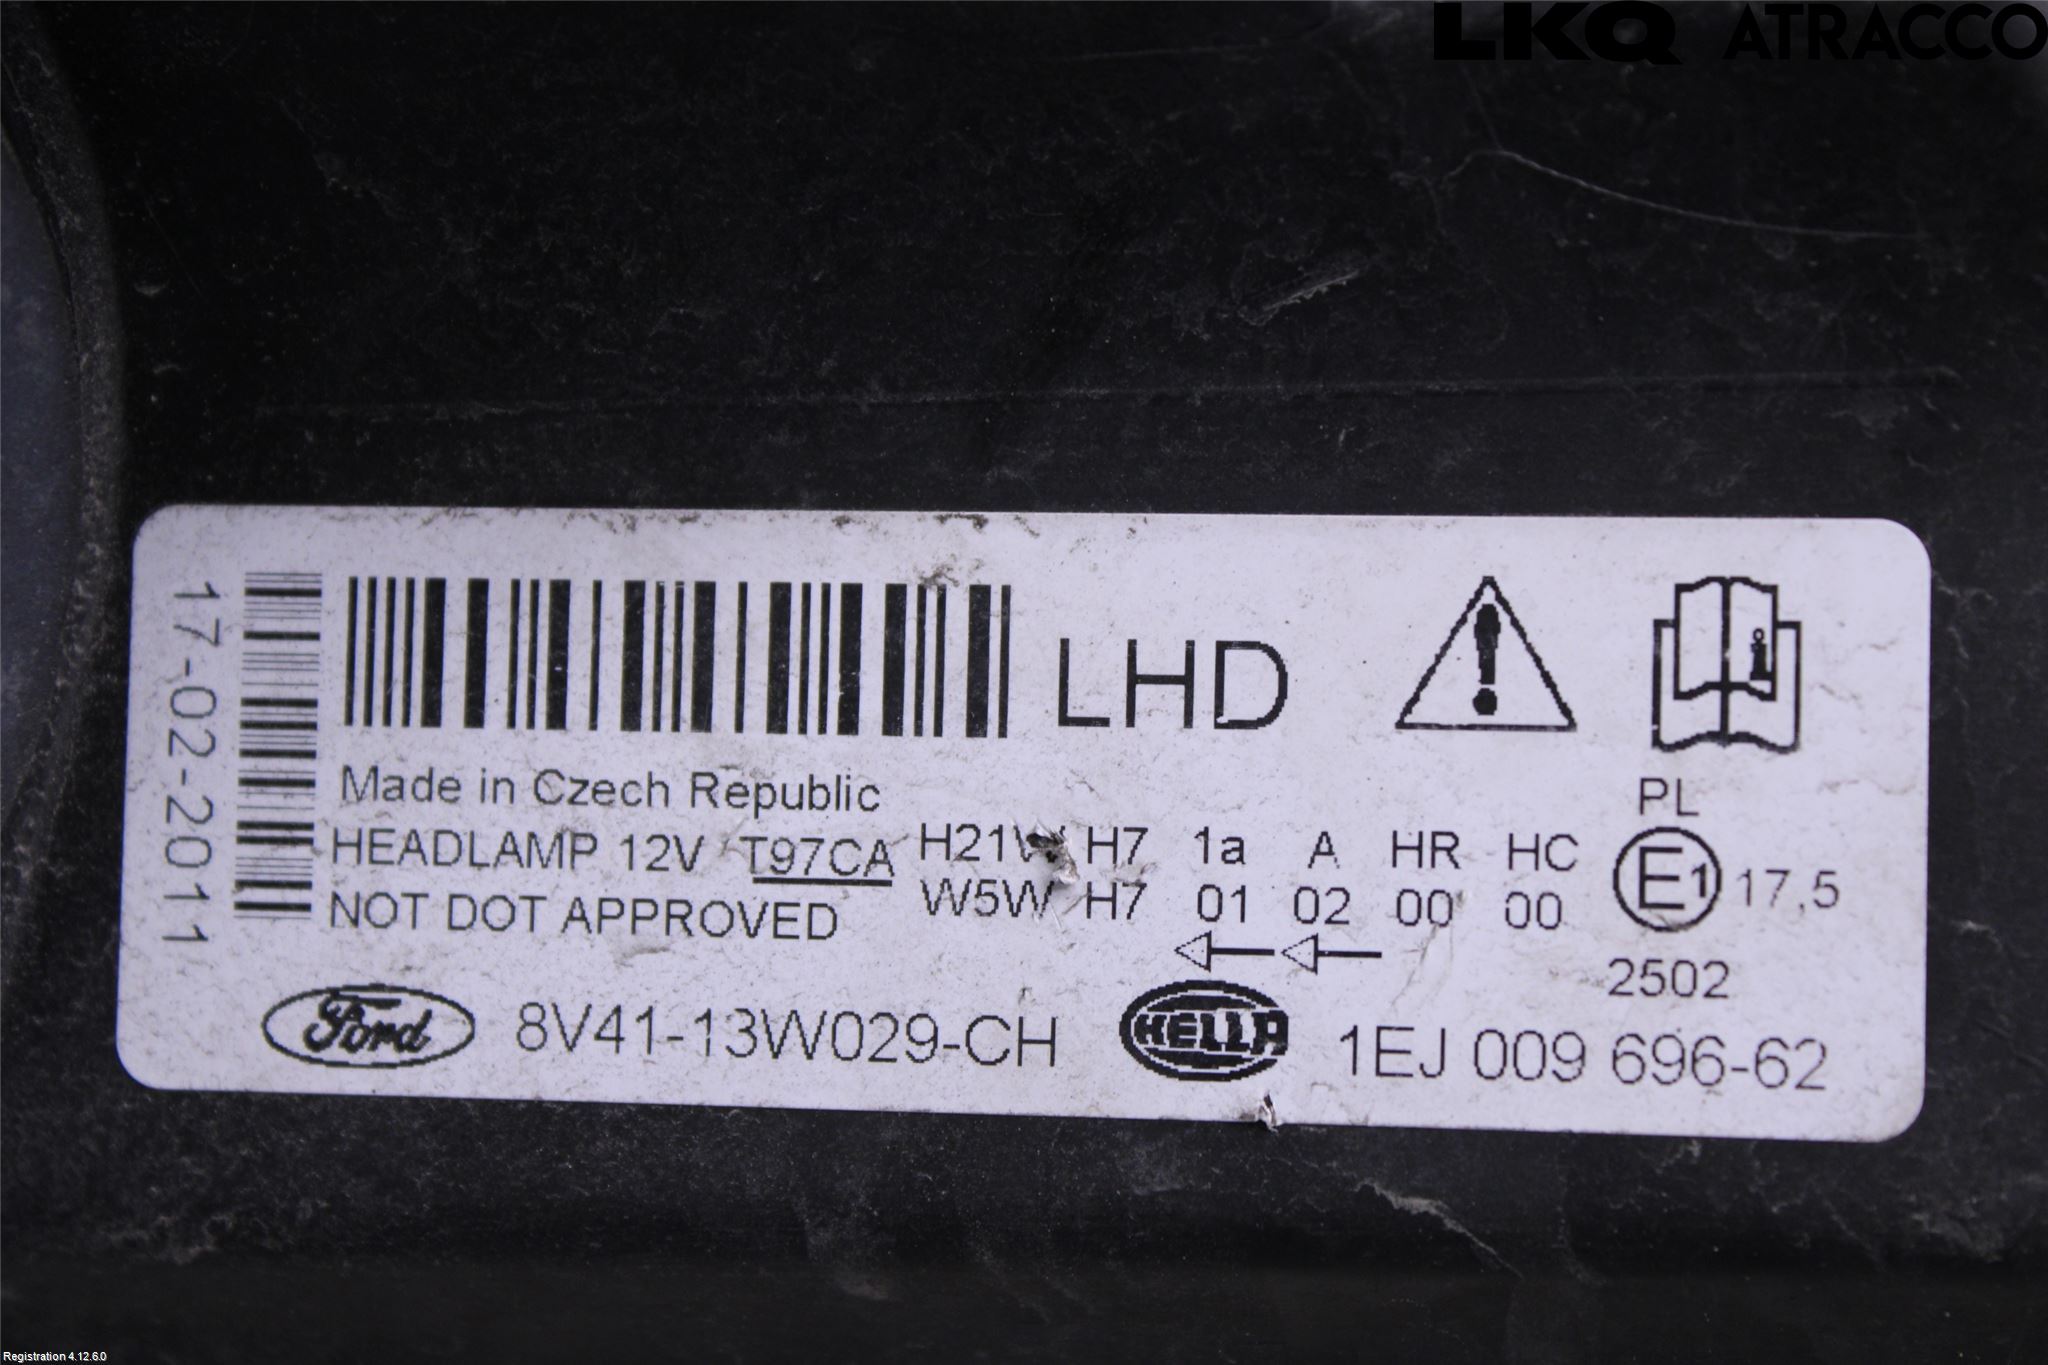 LKQ ATRACCO
17-02-2011
LHD
Made in Czech Republic
HEADLAMP 12V T97CA H21W H7 1a A HR HC
NOT DOT APPROVED W5W H7 01 02 00 00
PL
E1 17,5
2502
Ford 8V41-13W029-CH HELLA 1EJ 009 696-62
Registration 4.12.6.0